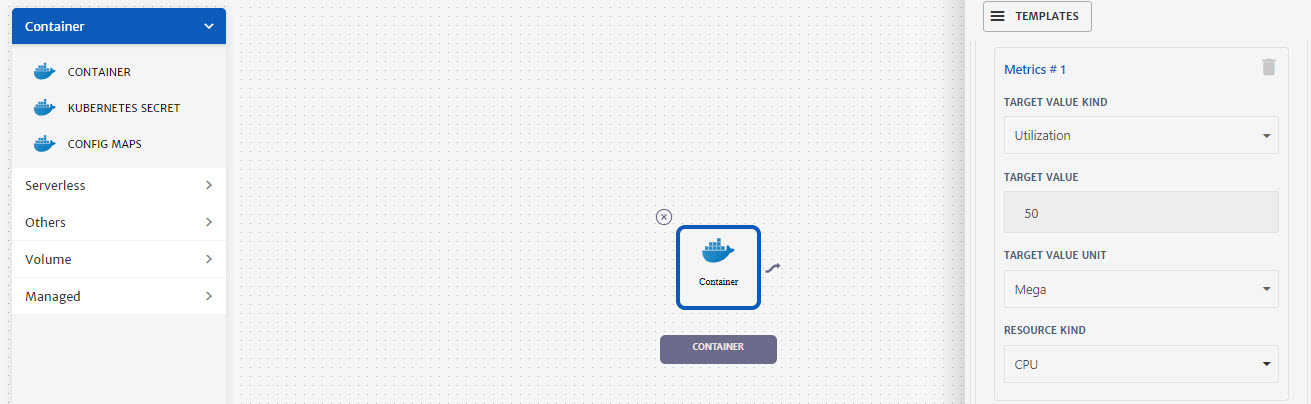 Container
CONTAINER
KUBERNETES SECRET
CONFIG MAPS
Serverless
Others
Volume
Managed
Container
CONTAINER
TEMPLATES
Metrics # 1
TARGET VALUE KIND
Utilization
TARGET VALUE
50
TARGET VALUE UNIT
Mega
RESOURCE KIND
CPU